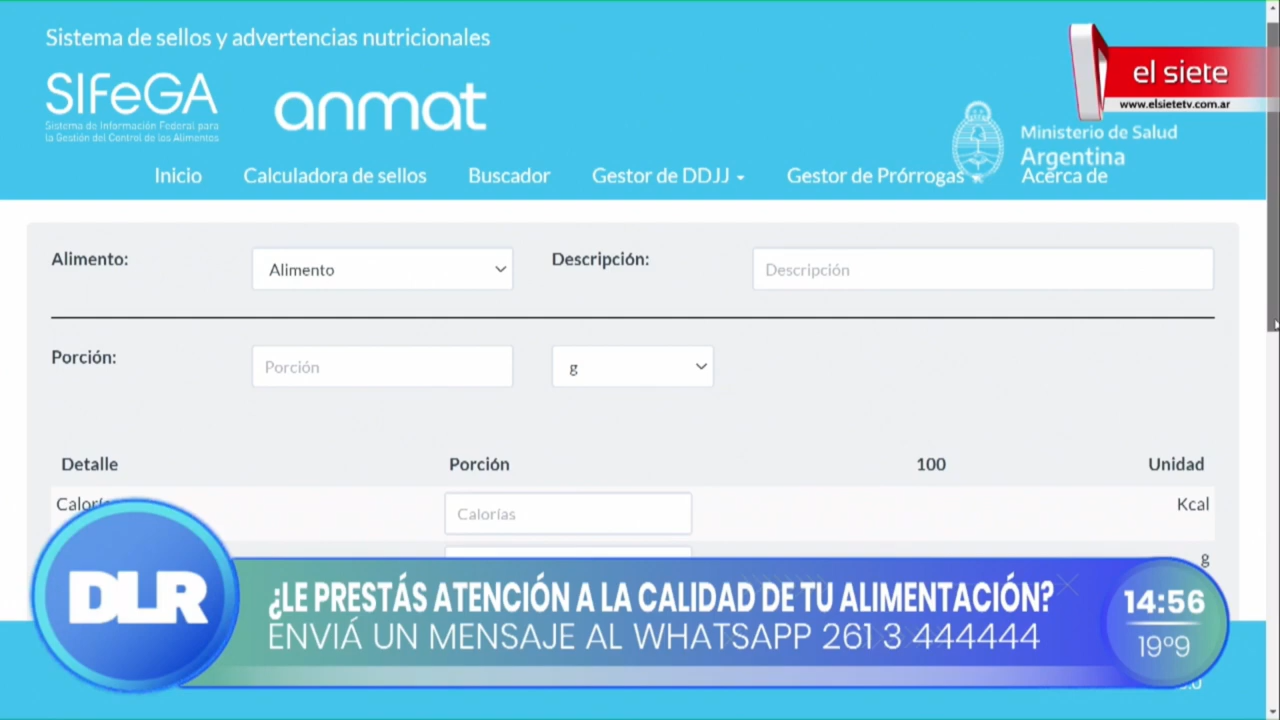 Sistema de sellos y advertencias nutricionales
SIFeGA
Sistema de Información Federal para
la Gestión del Control de los Alimentos
anmat
el siete
www.elsietetv.com.ar
Ministerio de Salud
Argentina
Inicio Calculadora de sellos Buscador Gestor de DDJJ Gestor de Prórrogas Acerca de
Alimento: Alimento Descripción: Descripción
Porción: Porción g
Detalle Porción 100 Unidad
Calorías Calorías Kcal
g
DLR
¿LE PRESTÁS ATENCIÓN A LA CALIDAD DE TU ALIMENTACIÓN?
ENVIÁ UN MENSAJE AL WHATSAPP 261 3 444444
14:56
19º9